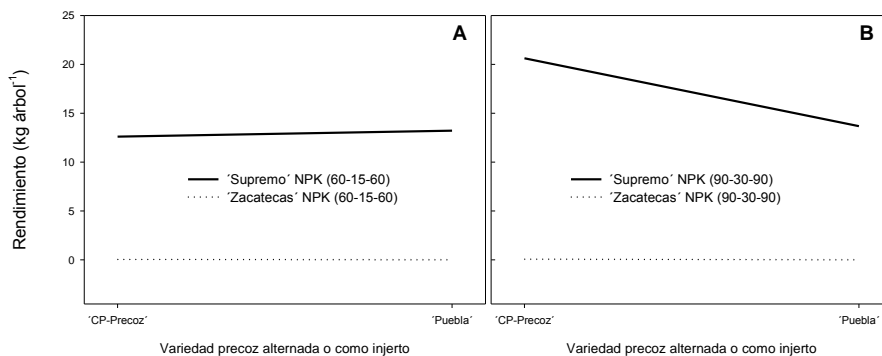 25
20
15
10
5
0
Rendimiento (kg árbol⁻¹)
A
´Supremo´ NPK (60-15-60)
´Zacatecas´ NPK (60-15-60)
´CP-Precoz´
´Puebla´
Variedad precoz alternada o como injerto
B
´Supremo´ NPK (90-30-90)
´Zacatecas´ NPK (90-30-90)
´CP-Precoz´
´Puebla´
Variedad precoz alternada o como injerto